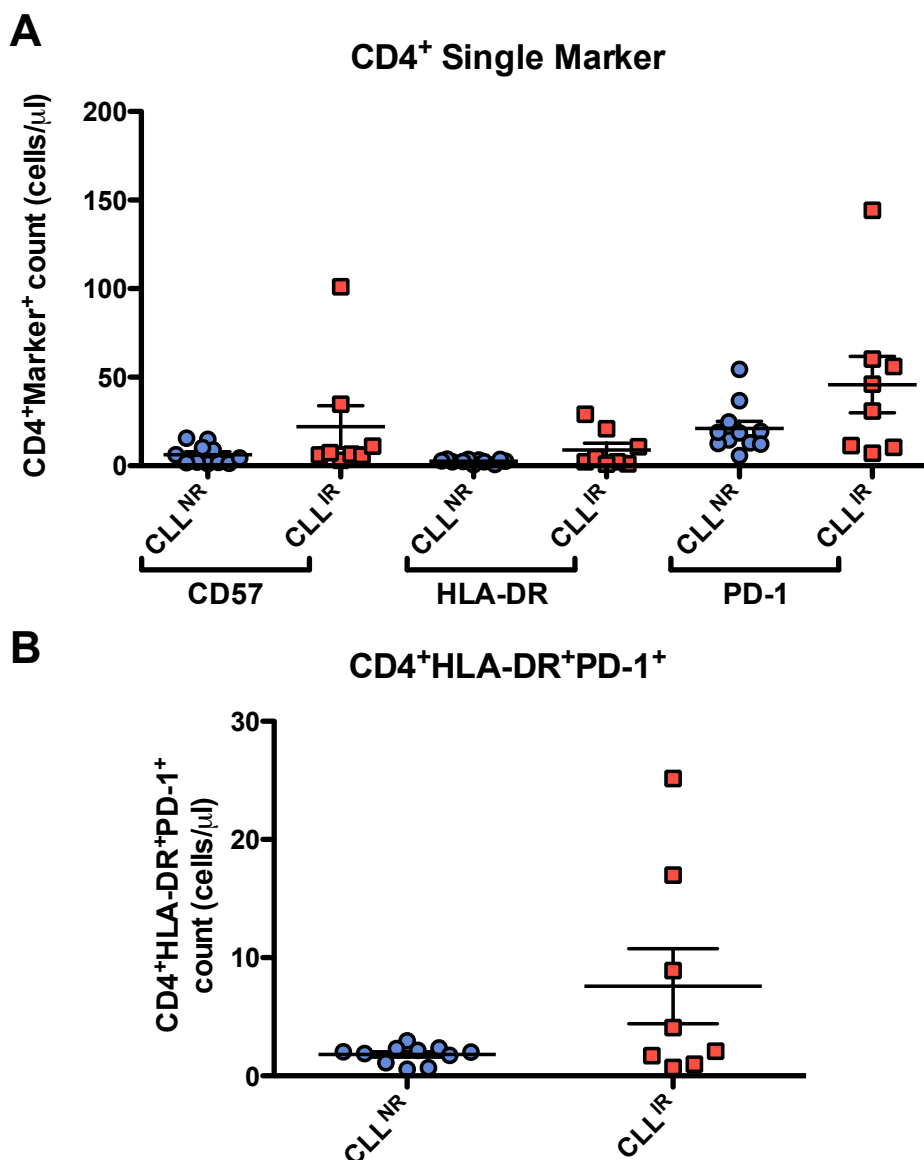 A
CD4⁺ Single Marker
CD4⁺Marker⁺ count (cells/μl)
200
150
100
50
0
CLL^NR
CLL^IR
CLL^NR
CLL^IR
CLL^NR
CLL^IR
CD57
HLA-DR
PD-1
B
CD4⁺HLA-DR⁺PD-1⁺
CD4⁺HLA-DR⁺PD-1⁺
count (cells/μl)
30
20
10
0
CLL^NR
CLL^IR